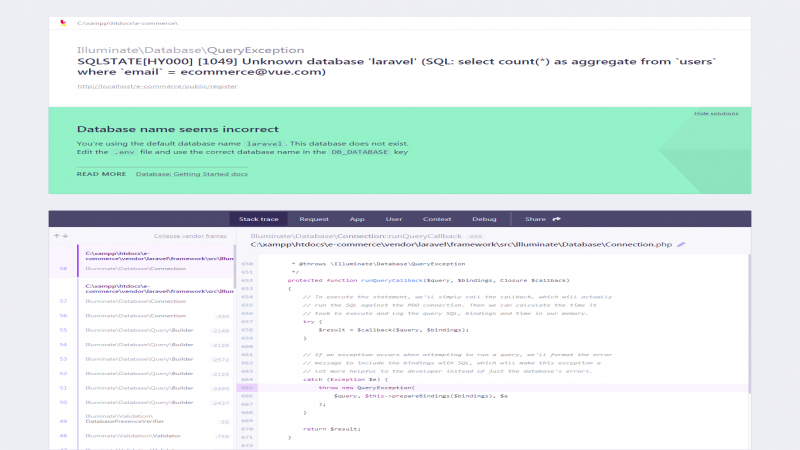 C:\xampp\htdocs\e-commerce\
Illuminate\Database\QueryException
SQLSTATE[HY000] [1049] Unknown database 'laravel' (SQL: select count(*) as aggregate from `users`
where `email` = ecommerce@vue.com)
http://localhost/e-commerce/public/register
Hide solutions
Database name seems incorrect
You're using the default database name laravel. This database does not exist.
Edit the .env file and use the correct database name in the DB_DATABASE key
READ MORE Database: Getting Started docs
Stack trace Request App User Context Debug Share
Collapse vendor frames
C:\xampp\htdocs\e-
commerce\vendor\laravel\framework\src\Illumin
58 Illuminate\Database\Connection
C:\xampp\htdocs\e-
commerce\vendor\laravel\framework\src\Illumin
57 Illuminate\Database\Connection
56 Illuminate\Database\Connection
55 Illuminate\Database\Query\Builder
54 Illuminate\Database\Query\Builder
53 Illuminate\Database\Query\Builder
52 Illuminate\Database\Query\Builder
51 Illuminate\Database\Query\Builder
50 Illuminate\Database\Query\Builder :2427
49 Illuminate\Validation\
DatabasePresenceVerifier
48 Illuminate\Validation\Validator
47 Illuminate\Validation\Validator
Illuminate\Database\Connection::runQueryCallback :665
C:\xampp\htdocs\e-commerce\vendor\laravel\framework\src\Illuminate\Database\Connection.php
650 * @throws \Illuminate\Database\QueryException
651 */
652 protected function runQueryCallback($query, $bindings, Closure $callback)
653 {
654 // To execute the statement, we'll simply call the callback, which will actually
655 // run the SQL against the PDO connection. Then we can calculate the time it
656 // took to execute and log the query SQL, bindings and time in our memory.
657 try {
658 $result = $callback($query, $bindings);
659 }
660
661 // If an exception occurs when attempting to run a query, we'll format the error
662 // message to include the bindings with SQL, which will make this exception a
663 // lot more helpful to the developer instead of just the database's errors.
664 catch (Exception $e) {
665 throw new QueryException(
666 $query, $this->prepareBindings($bindings), $e
667 );
668 }
669
670 return $result;
671 }
672